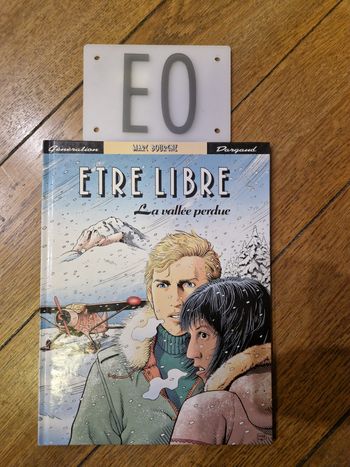 EO
Génération
MARC BOURGNE
Dargaud
ETRE LIBRE
La vallée perdue